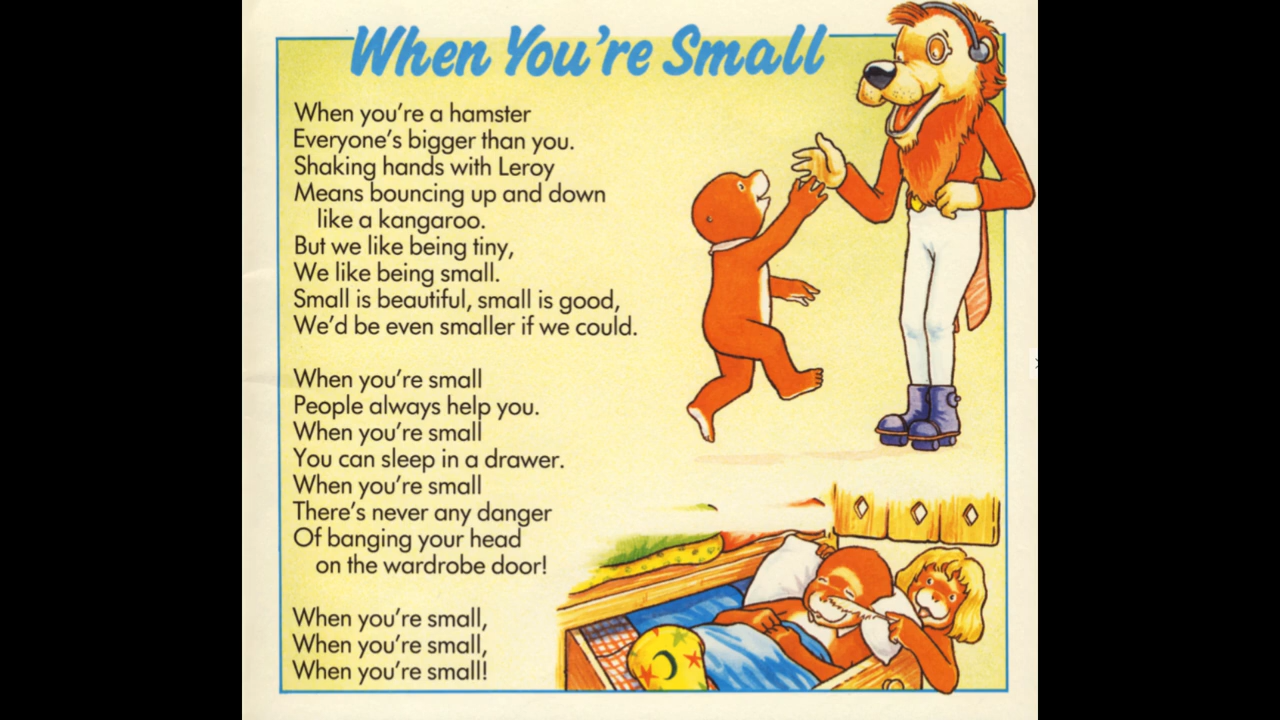 When You're Small
When you're a hamster
Everyone's bigger than you.
Shaking hands with Leroy
Means bouncing up and down
like a kangaroo.
But we like being tiny,
We like being small.
Small is beautiful, small is good,
We'd be even smaller if we could.
When you're small
People always help you.
When you're small
You can sleep in a drawer.
When you're small
There's never any danger
Of banging your head
on the wardrobe door!
When you're small,
When you're small,
When you're small!